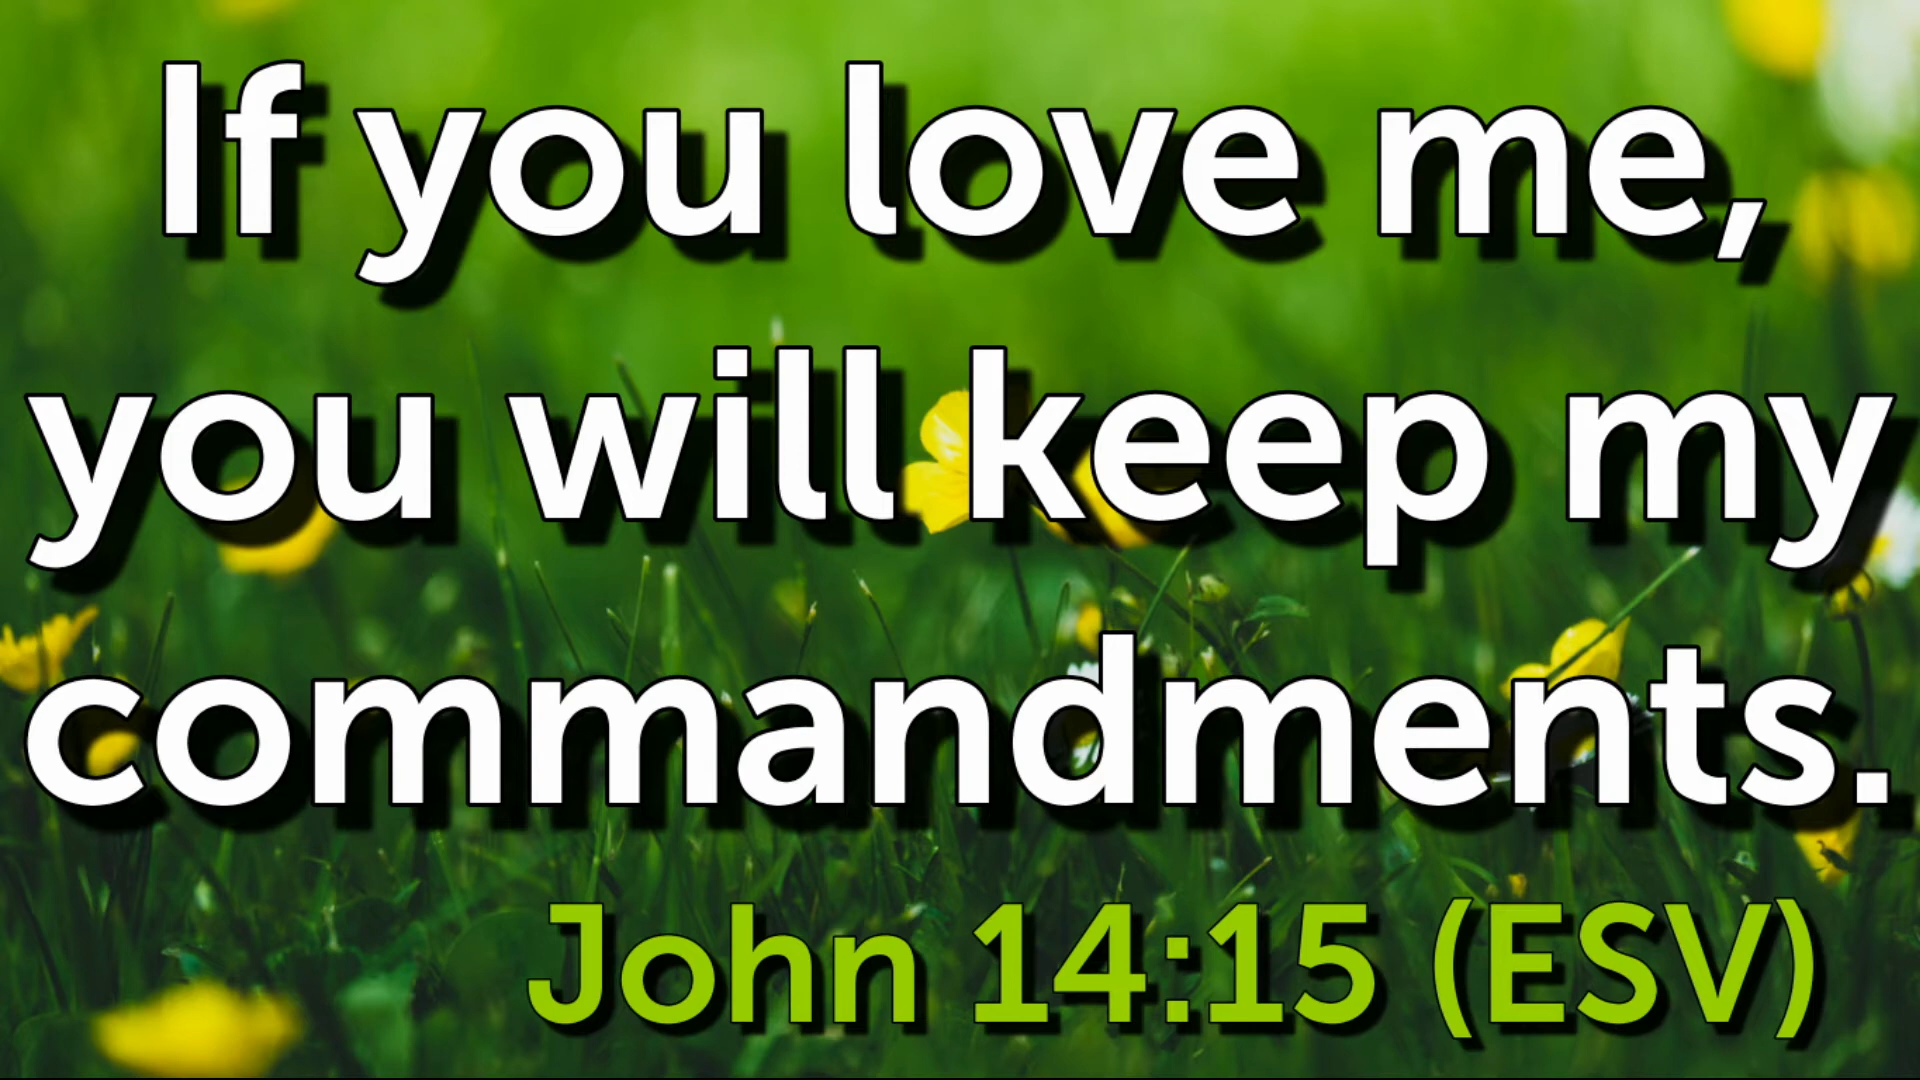 If you love me,
you will keep my
commandments.
John 14:15 (ESV)